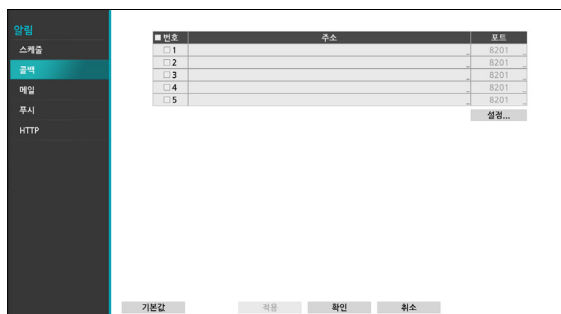 알림
스케줄
콜백
메일
푸시
HTTP
번호 주소 포트
1 8201
2 8201
3 8201
4 8201
5 8201
설정...
기본값 적용 확인 취소